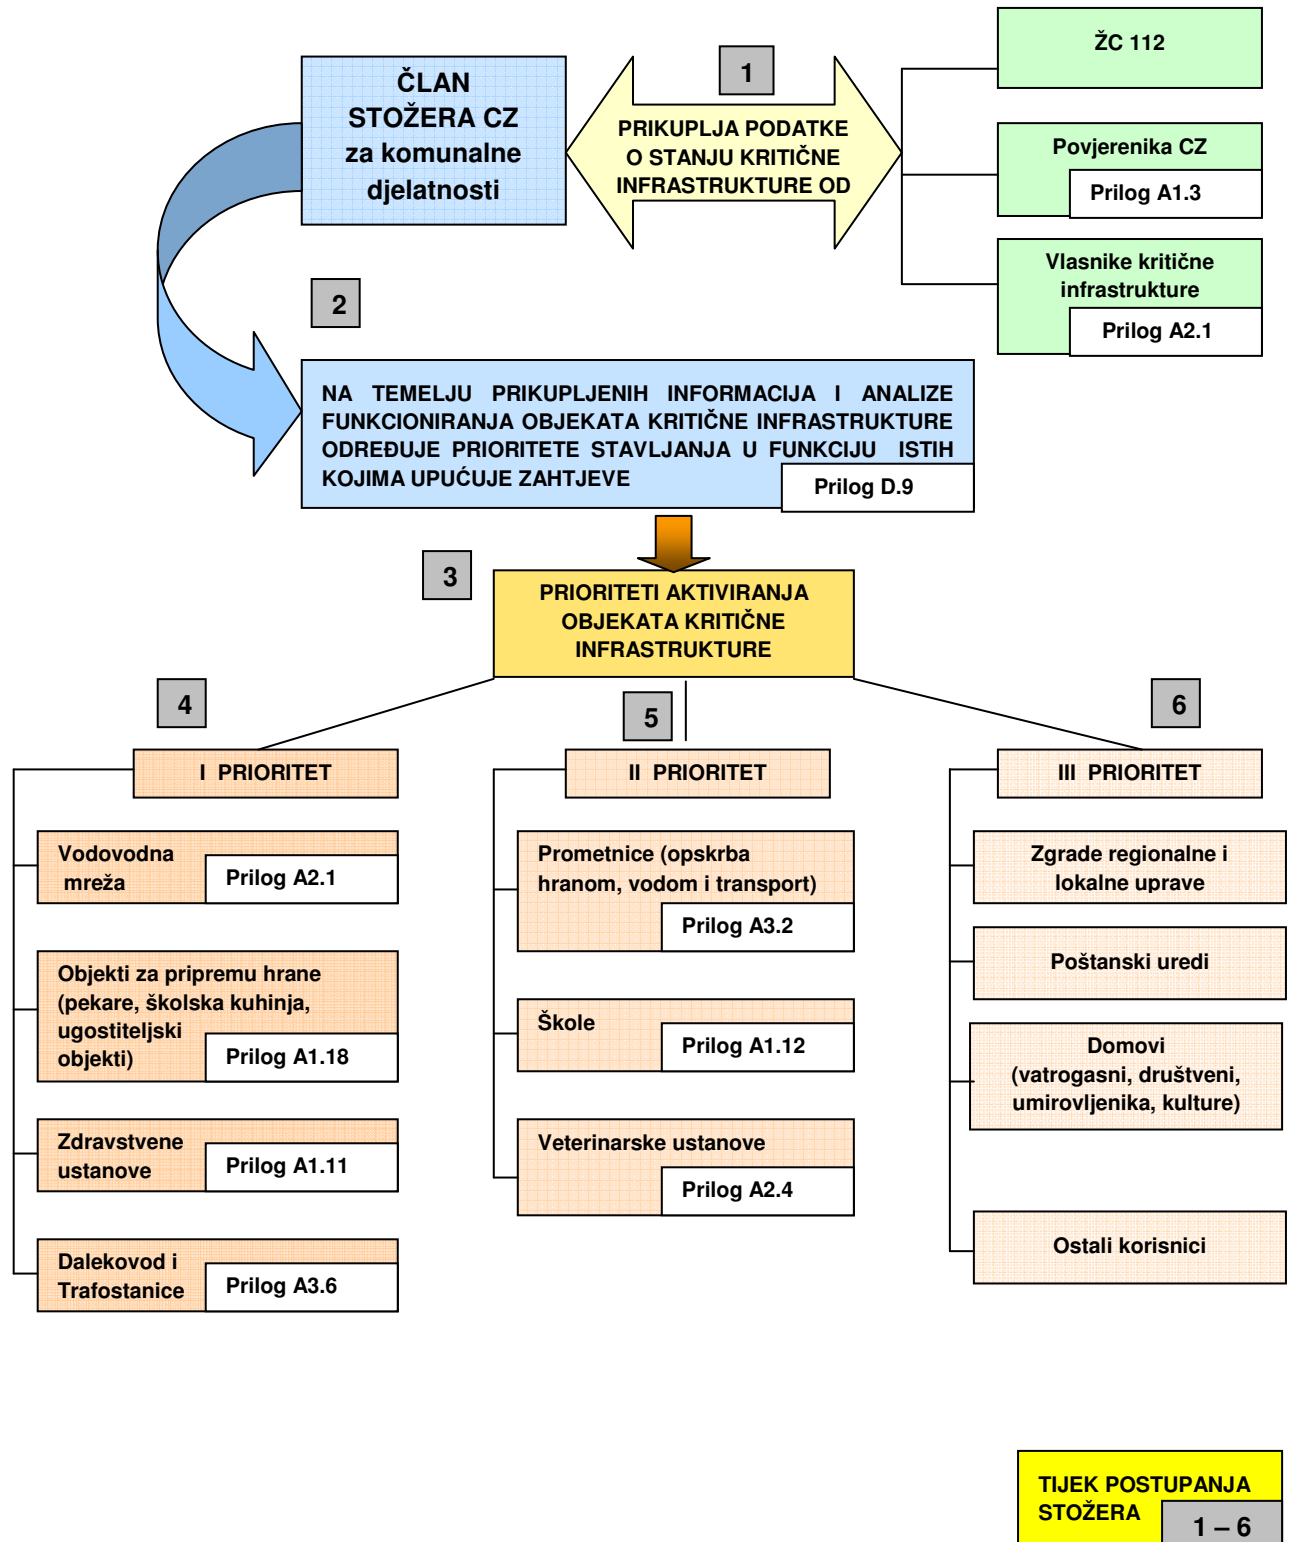 ČLAN
STOŽERA CZ
za komunalne
djelatnosti
1
PRIKUPLJA PODATKE
O STANJU KRITIČNE
INFRASTRUKTURE OD
ŽC 112
Povjerenika CZ
Prilog A1.3
Vlasnike kritične
infrastrukture
Prilog A2.1
2
NA TEMELJU PRIKUPLJENIH INFORMACIJA I ANALIZE
FUNKCIONIRANJA OBJEKATA KRITIČNE INFRASTRUKTURE
ODREĐUJE PRIORITETE STAVLJANJA U FUNKCIJU ISTIH
KOJIMA UPUĆUJE ZAHTJEVE
Prilog D.9
3
PRIORITETI AKTIVIRANJA
OBJEKATA KRITIČNE
INFRASTRUKTURE
4
I PRIORITET
Vodovodna
mreža
Prilog A2.1
Objekti za pripremu hrane
(pekare, školska kuhinja,
ugostiteljski
objekti)
Prilog A1.18
Zdravstvene
ustanove
Prilog A1.11
Dalekovod i
Trafostanice
Prilog A3.6
5
II PRIORITET
Prometnice (opskrba
hranom, vodom i transport)
Prilog A3.2
Škole
Prilog A1.12
Veterinarske ustanove
Prilog A2.4
6
III PRIORITET
Zgrade regionalne i
lokalne uprave
Poštanski uredi
Domovi
(vatrogasni, društveni,
umirovljenika, kulture)
Ostali korisnici
TIJEK POSTUPANJA
STOŽERA
1 – 6